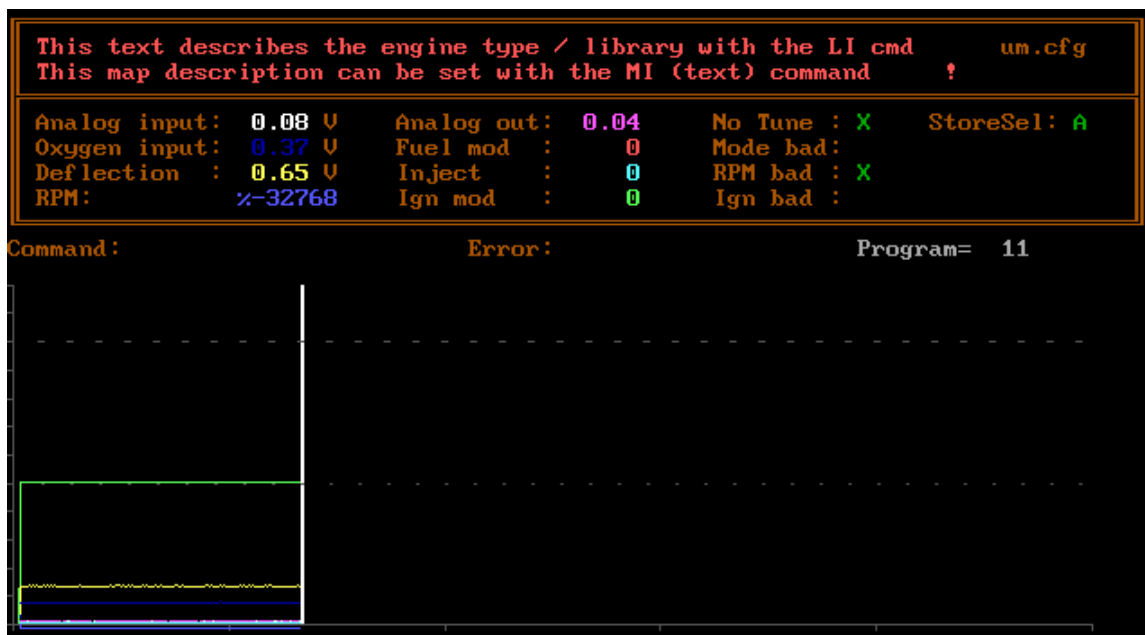 This text describes the engine type / library with the LI cmd um.cfg
This map description can be set with the MI (text) command !
Analog input: 0.08 V Analog out: 0.04 No Tune : X StoreSel: A
Oxygen input: 0.37 V Fuel mod : 0 Mode bad:
Deflection : 0.65 V Inject : 0 RPM bad : X
RPM: %-32768 Ign mod : 0 Ign bad :
Command: Error: Program= 11